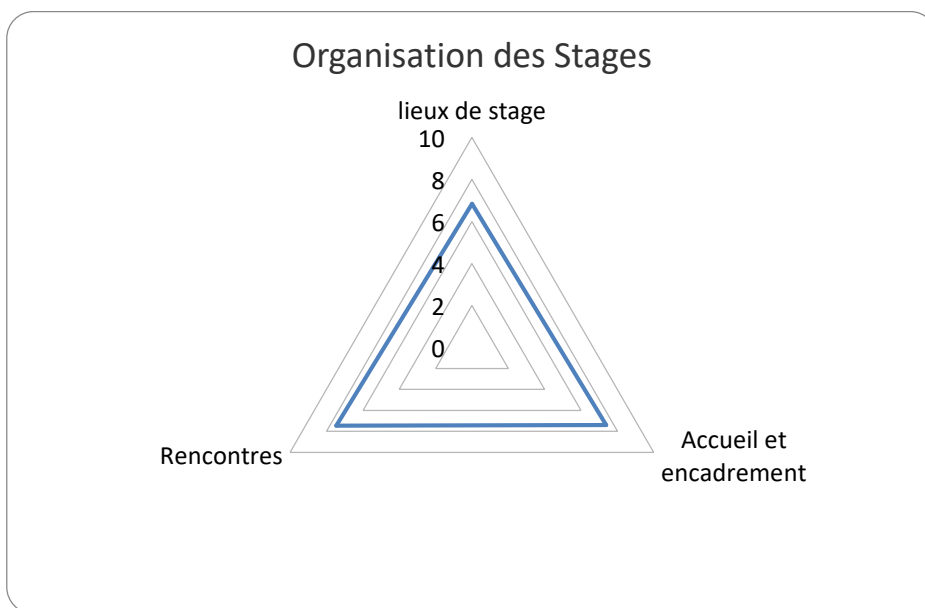 Organisation des Stages
lieux de stage
10
8
6
4
2
0
Rencontres
Accueil et
encadrement